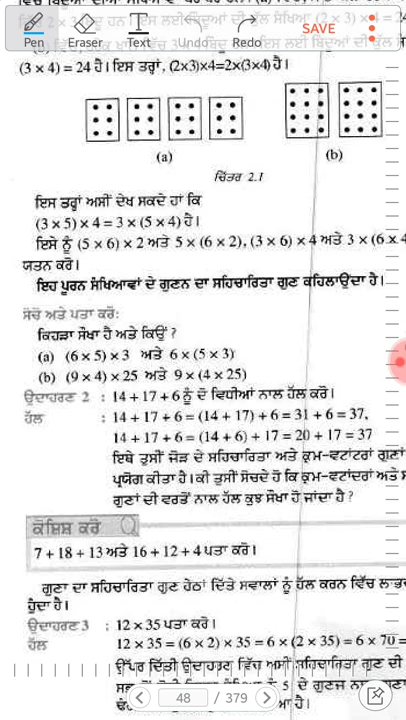 Pen Eraser Text Undo Redo SAVE
(3 × 4) = 24 ਹੈ। ਇਸ ਤਰ੍ਹਾਂ, (2×3)×4=2×(3×4) ਹੈ।
(a) (b)
ਚਿੱਤਰ 2.1
ਇਸ ਤਰ੍ਹਾਂ ਅਸੀਂ ਦੇਖ ਸਕਦੇ ਹਾਂ ਕਿ
(3 × 5) × 4 = 3 × (5 × 4) ਹੈ।
ਇਸੇ ਨੂੰ (5 × 6) × 2 ਅਤੇ 5 × (6 × 2), (3 × 6) × 4 ਅਤੇ 3 × (6 × 4
ਯਤਨ ਕਰੋ।
ਇਹ ਪੂਰਨ ਸੰਖਿਆਵਾਂ ਦੇ ਗੁਣਨ ਦਾ ਸਹਿਚਾਰਿਤਾ ਗੁਣ ਕਹਿਲਾਉਂਦਾ ਹੈ।
ਸੋਚੋ ਅਤੇ ਪਤਾ ਕਰੋ:
ਕਿਹੜਾ ਸੌਖਾ ਹੈ ਅਤੇ ਕਿਉਂ ?
(a) (6 × 5) × 3 ਅਤੇ 6 × (5 × 3)
(b) (9 × 4) × 25 ਅਤੇ 9 × (4 × 25)
ਉਦਾਹਰਣ 2 : 14 + 17 + 6 ਨੂੰ ਦੋ ਵਿਧੀਆਂ ਨਾਲ ਹੱਲ ਕਰੋ।
ਹੱਲ : 14 + 17 + 6 = (14 + 17) + 6 = 31 + 6 = 37,
14 + 17 + 6 = (14 + 6) + 17 = 20 + 17 = 37
ਇਥੇ ਤੁਸੀਂ ਜੋੜ ਦੇ ਸਹਿਚਾਰਿਤਾ ਅਤੇ ਕ੍ਰਮ-ਵਟਾਂਦਰਾਂ ਗੁਣਾਂ
ਪ੍ਰਯੋਗ ਕੀਤਾ ਹੈ। ਕੀ ਤੁਸੀਂ ਸੋਚਦੇ ਹੋ ਕਿ ਕ੍ਰਮ-ਵਟਾਂਦਰਾਂ ਅਤੇ
ਗੁਣਾਂ ਦੀ ਵਰਤੋਂ ਨਾਲ ਹੱਲ ਕੁਝ ਸੌਖਾ ਹੋ ਜਾਂਦਾ ਹੈ ?
ਕੋਸ਼ਿਸ਼ ਕਰੋ
7 + 18 + 13 ਅਤੇ 16 + 12 + 4 ਪਤਾ ਕਰੋ।
ਗੁਣਾ ਦਾ ਸਹਿਚਾਰਿਤਾ ਗੁਣ ਹੇਠਾਂ ਦਿੱਤੇ ਸਵਾਲਾਂ ਨੂੰ ਹੱਲ ਕਰਨ ਵਿੱਚ
ਹੁੰਦਾ ਹੈ।
ਉਦਾਹਰਣ 3 : 12 × 35 ਪਤਾ ਕਰੋ।
ਹੱਲ 12 × 35 = (6 × 2) × 35 = 6 × (2 × 35) = 6 × 70 =
ਉੱਪਰ ਦਿੱਤੀ ਉਦਾਹਰਣ ਵਿੱਚ ਅਸੀਂ ਸਹਿਚਾਰਿਤਾ ਗੁਣ ਦੀ
5 ਦੇ ਗੁਣਜ ਨਾਲ
48 / 379